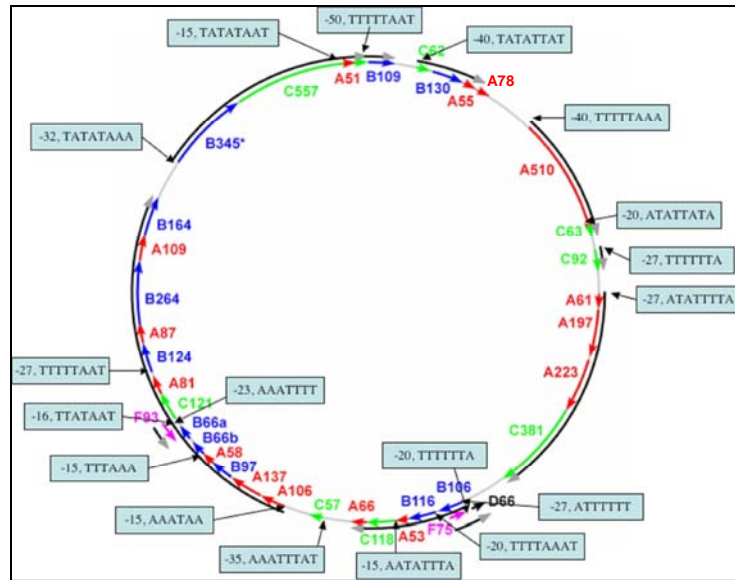 -50, TTTTTAAT
-15, TATATAAT
C62
-40, TATATTAT
A51
B109
A78
C557
B130
A55
-40, TTTTTAAA
-32, TATATAAA
B345*
A510
-20, ATATTATA
B164
C63
C92
-27, TTTTTTA
A109
B264
A61
-27, ATATTTTA
A197
A87
B124
A223
-27, TTTTTAAT
A81
-23, AAATTTT
C121
C381
-16, TTATAAT
F93
B66a
B66b
-20, TTTTTTA
A58
-15, TTTAAA
B97
B106
D66
-27, ATTTTTT
A137
A106
C57
A66
B116
F75
-15, AAATAA
C118
A53
-20, TTTTAAAT
-35, AAATTTAT
-15, AATATTTA